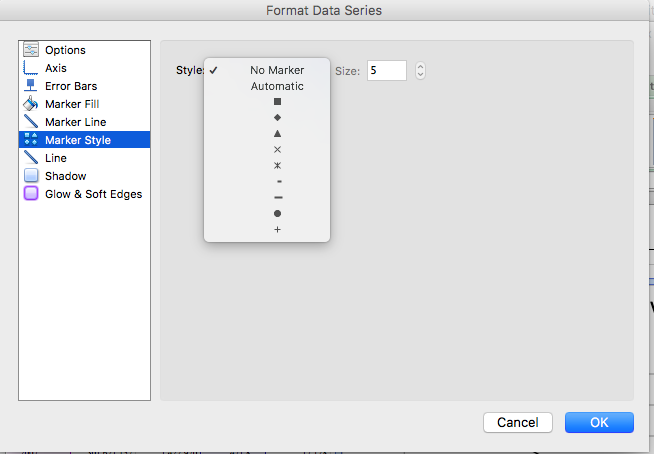 Format Data Series
Options
Axis
Error Bars
Marker Fill
Marker Line
Marker Style
Line
Shadow
Glow & Soft Edges
Style: ✓ No Marker Size: 5
Automatic
Cancel OK